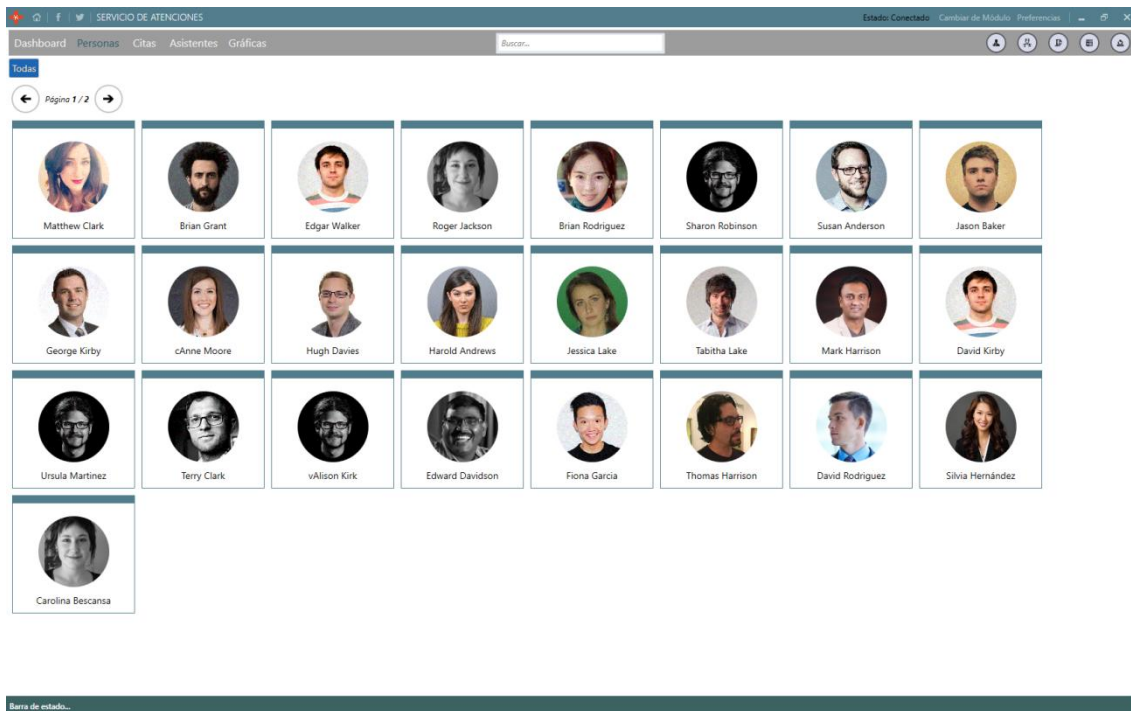 SERVICIO DE ATENCIONES
Estado: Conectado Cambiar de Módulo Preferencias
Dashboard Personas Citas Asistentes Gráficas
Buscar...
Todas
Página 1 / 2
Matthew Clark Brian Grant Edgar Walker Roger Jackson Brian Rodriguez Sharon Robinson Susan Anderson Jason Baker
George Kirby cAnne Moore Hugh Davies Harold Andrews Jessica Lake Tabitha Lake Mark Harrison David Kirby
Ursula Martinez Terry Clark vAlison Kirk Edward Davidson Fiona Garcia Thomas Harrison David Rodriguez Silvia Hernández
Carolina Bescansa
Barra de estado...